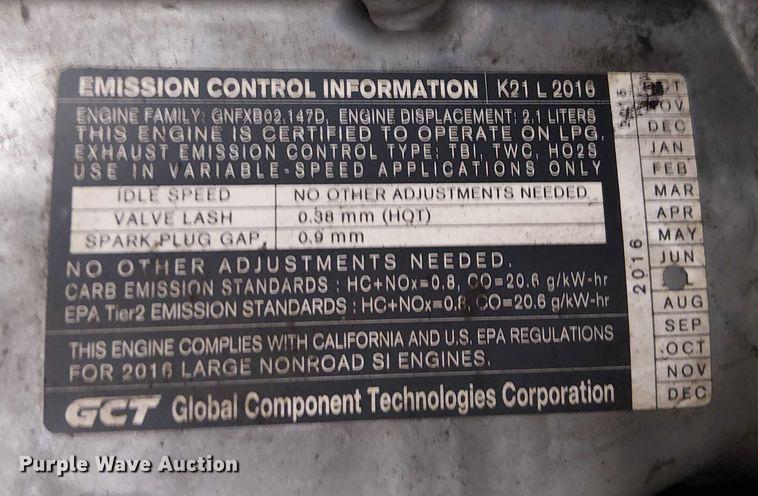 EMISSION CONTROL INFORMATION K21 L 2016
ENGINE FAMILY: GNFXB02.147D, ENGINE DISPLACEMENT: 2.1 LITERS
THIS ENGINE IS CERTIFIED TO OPERATE ON LPG,
EXHAUST EMISSION CONTROL TYPE: TBI, TWC, HO2S
USE IN VARIABLE-SPEED APPLICATIONS ONLY
IDLE SPEED NO OTHER ADJUSTMENTS NEEDED
VALVE LASH 0.38 mm (HOT)
SPARK PLUG GAP 0.9 mm
NO OTHER ADJUSTMENTS NEEDED.
CARB EMISSION STANDARDS : HC+NOx=0.8, CO=20.6 g/kW-hr
EPA Tier2 EMISSION STANDARDS : HC+NOx=0.8, CO=20.6 g/kW-hr
THIS ENGINE COMPLIES WITH CALIFORNIA AND U.S. EPA REGULATIONS
FOR 2016 LARGE NONROAD SI ENGINES.
GCT Global Component Technologies Corporation
2015
DEC
2016
JAN
FEB
MAR
APR
MAY
JUN
AUG
SEP
OCT
NOV
DEC
Purple Wave Auction